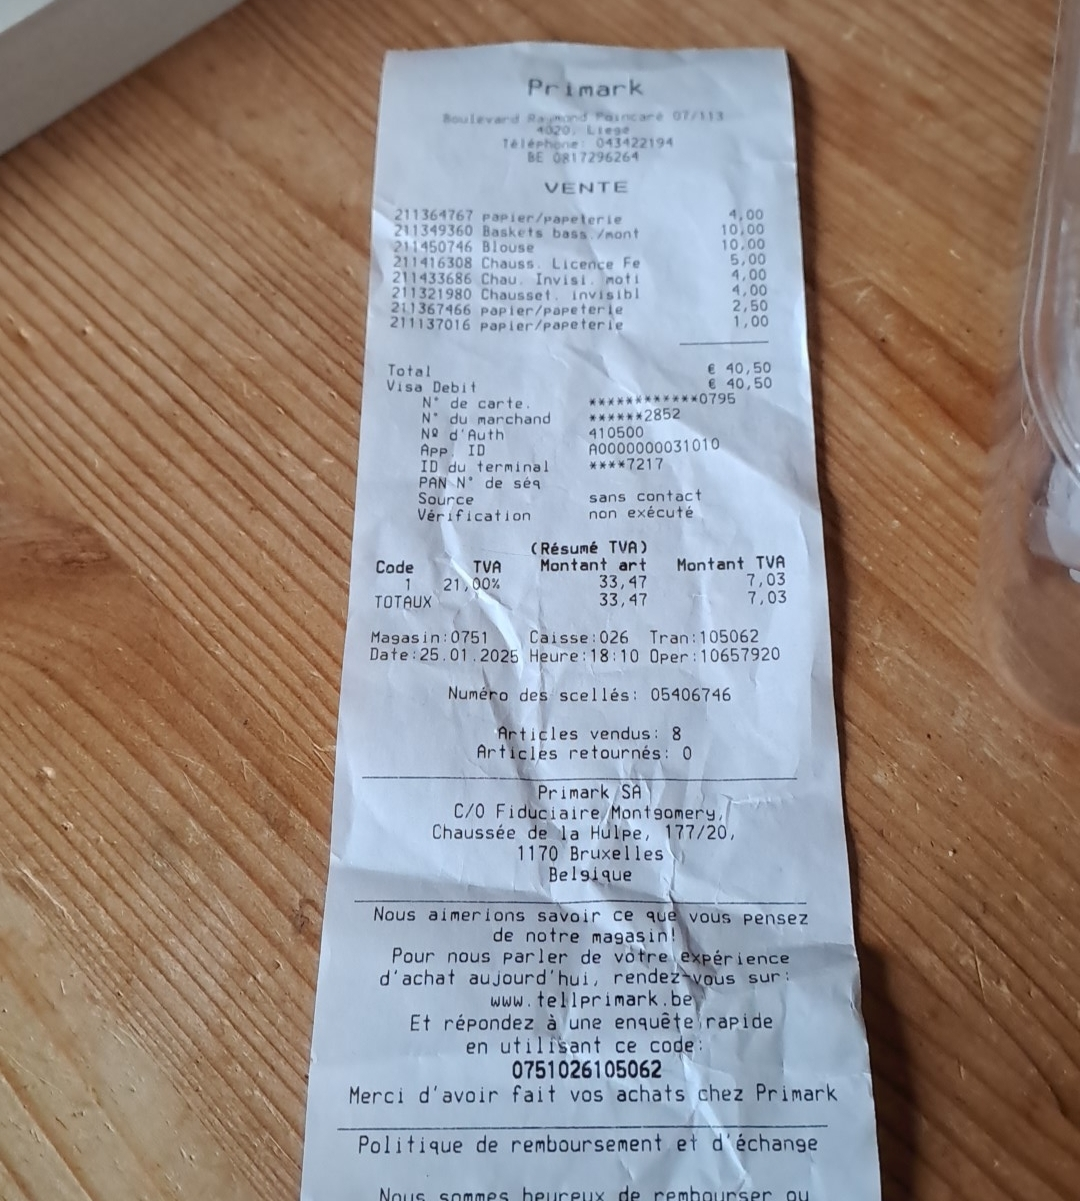 Primark
Boulevard Raymond Poincaré 07/113
4020, Liege
Téléphone: 043422194
BE 0817296264
VENTE
211364767 papier/papeterie 4,00
211349360 Baskets bass./mont 10,00
211450746 Blouse 10,00
211416308 Chauss. Licence Fe 5,00
211433686 Chau. Invisi. moti 4,00
211321980 Chausset. invisibl 4,00
211367466 papier/papeterie 2,50
211137016 papier/papeterie 1,00
Total € 40,50
Visa Debit € 40,50
N° de carte. ************0795
N° du marchand ******2852
Nº d'Auth 410500
App. ID A0000000031010
ID du terminal ****7217
PAN N° de séq
Source sans contact
Vérification non exécuté
(Résumé TVA)
Code TVA Montant art Montant TVA
1 21,00% 33,47 7,03
TOTAUX 33,47 7,03
Magasin:0751 Caisse:026 Tran:105062
Date:25.01.2025 Heure:18:10 Oper:10657920
Numéro des scellés: 05406746
Articles vendus: 8
Articles retournés: 0
Primark SA
C/O Fiduciaire Montgomery,
Chaussée de la Hulpe, 177/20,
1170 Bruxelles
Belgique
Nous aimerions savoir ce que vous pensez
de notre magasin!
Pour nous parler de votre expérience
d'achat aujourd'hui, rendez-vous sur:
www.tellprimark.be
Et répondez à une enquête rapide
en utilisant ce code:
0751026105062
Merci d'avoir fait vos achats chez Primark
Politique de remboursement et d'échange
Nous sommes heureux de rembourser ou